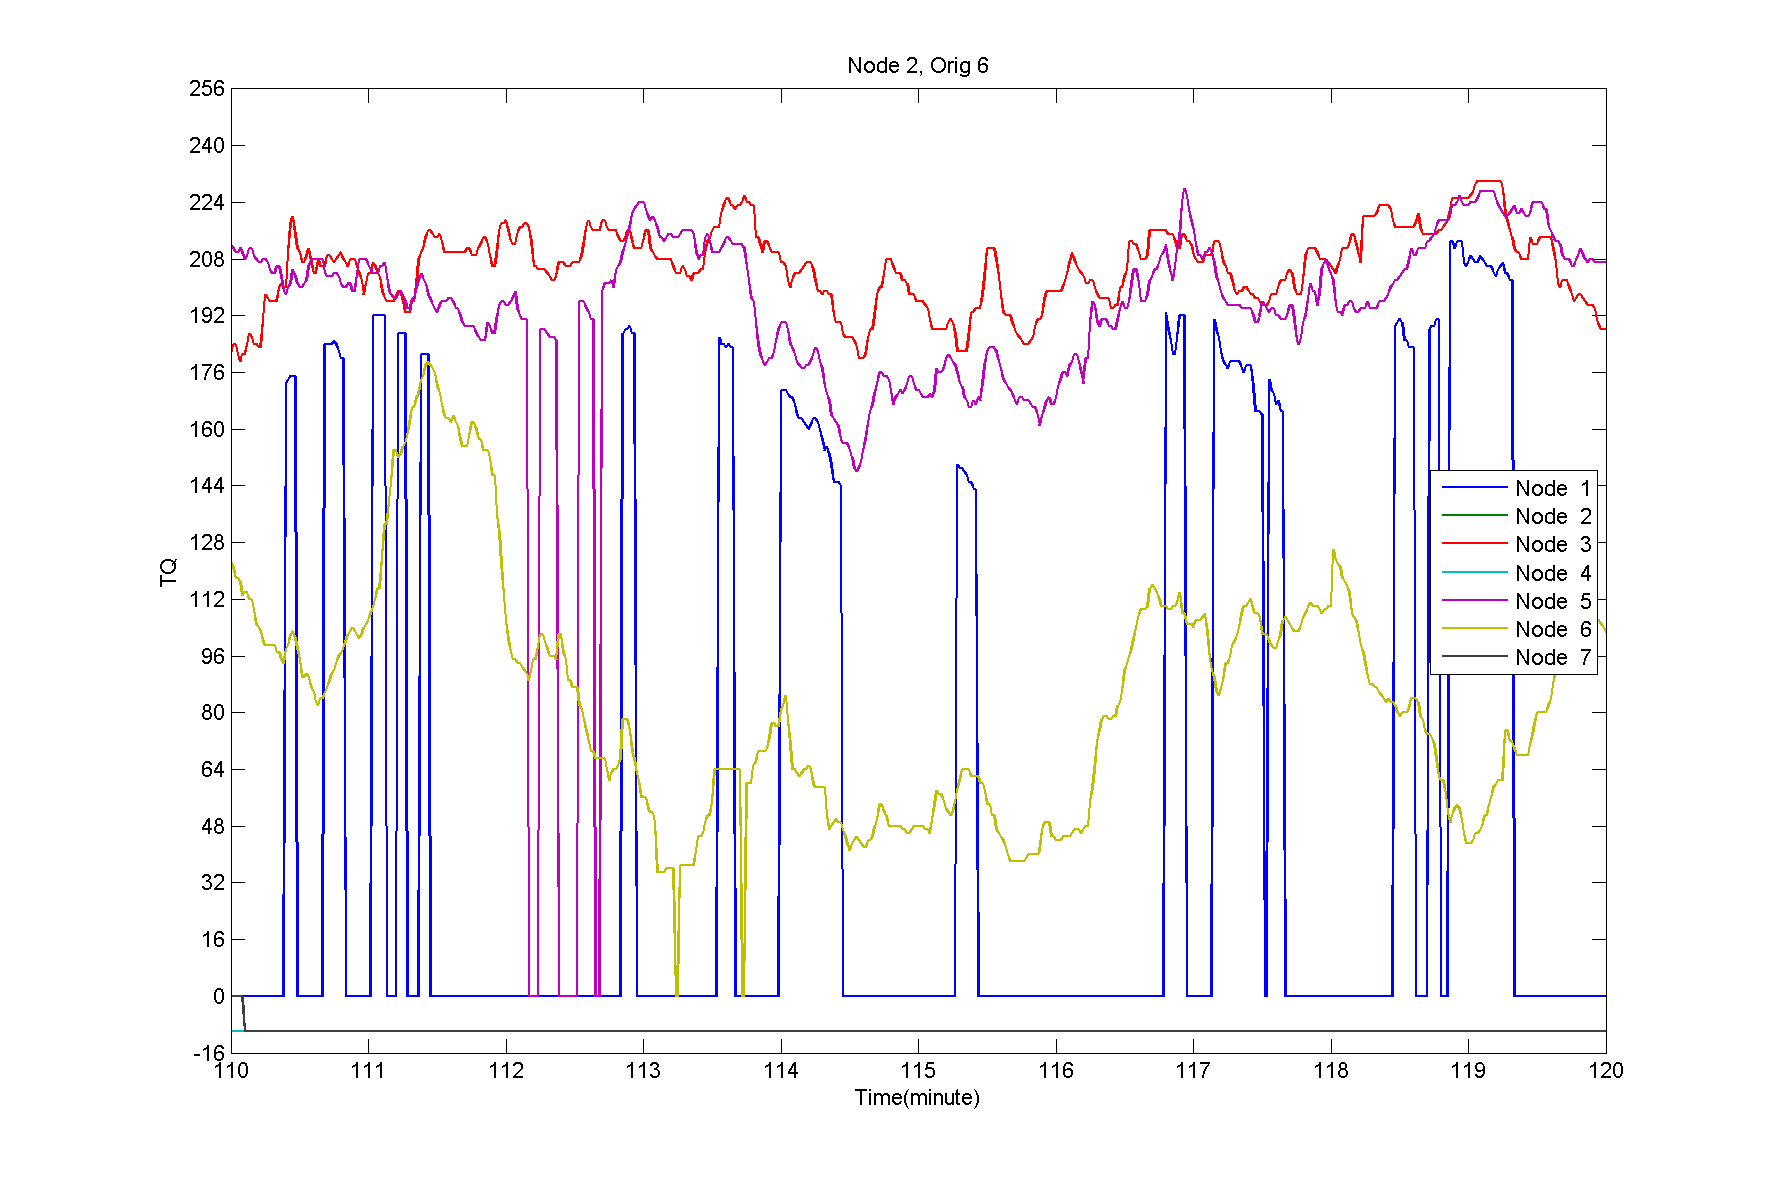 Node 2, Orig 6
256
240
224
208
192
176
160
144
128
112
96
80
64
48
32
16
0
-16
TQ
110 111 112 113 114 115 116 117 118 119 120
Time(minute)
Node 1
Node 2
Node 3
Node 4
Node 5
Node 6
Node 7